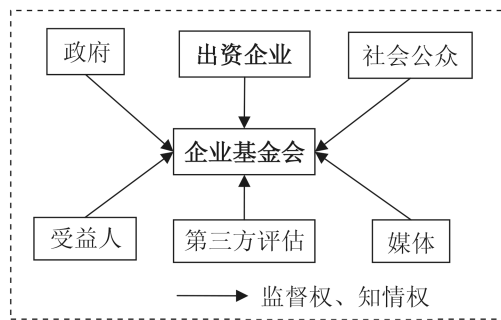 政府
出资企业
社会公众
企业基金会
受益人
第三方评估
媒体
监督权、知情权